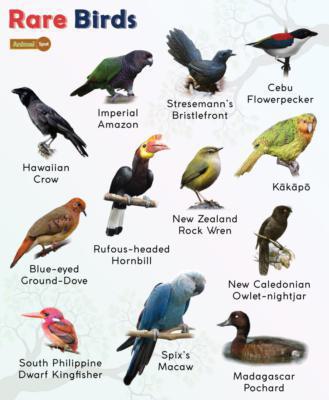 Rare Birds
Animal Spot
Imperial
Amazon
Stresemann's
Bristlefront
Cebu
Flowerpecker
Hawaiian
Crow
Kākāpō
New Zealand
Rock Wren
Rufous-headed
Hornbill
Blue-eyed
Ground-Dove
New Caledonian
Owlet-nightjar
South Philippine
Dwarf Kingfisher
Spix's
Macaw
Madagascar
Pochard